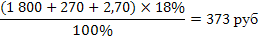 (1 800 + 270 + 2,70) × 18%
100%
= 373 руб